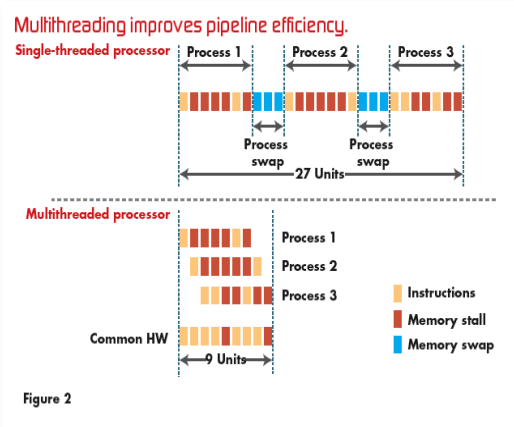 Multithreading improves pipeline efficiency.
Single-threaded processor
Process 1
Process 2
Process 3
Process
swap
Process
swap
27 Units
Multithreaded processor
Process 1
Process 2
Process 3
Common HW
9 Units
Instructions
Memory stall
Memory swap
Figure 2